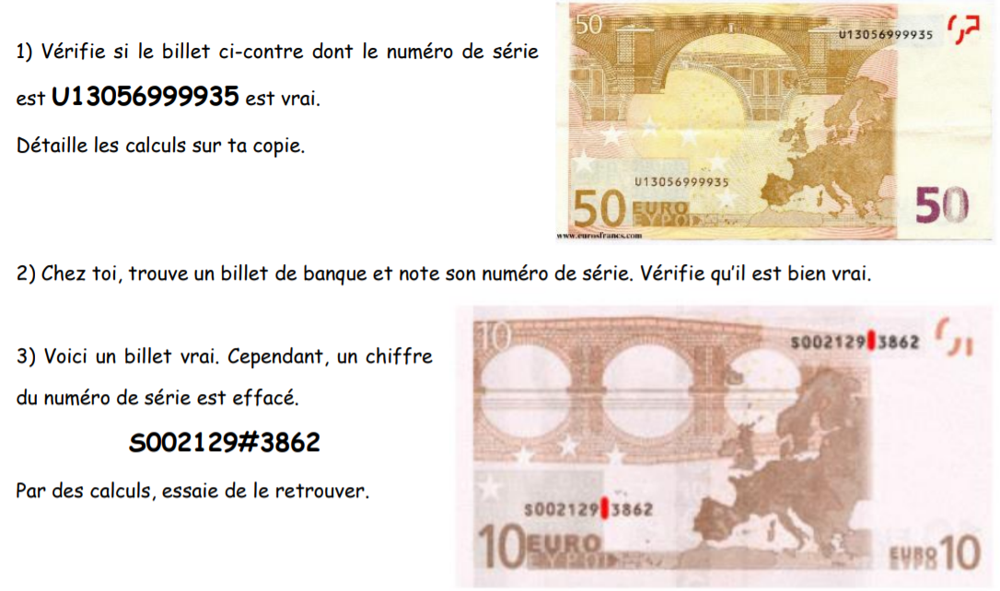 1) Vérifie si le billet ci-contre dont le numéro de série
est U13056999935 est vrai.
Détaille les calculs sur ta copie.
50
U13056999935
U13056999935
50 EURO
ΕΥΡΩ
50
www.eurosfrancs.com
2) Chez toi, trouve un billet de banque et note son numéro de série. Vérifie qu'il est bien vrai.
3) Voici un billet vrai. Cependant, un chiffre
du numéro de série est effacé.
S002129#3862
Par des calculs, essaie de le retrouver.
10
S002129 3862
S002129 3862
10 EURO
ΕΥΡΩ
EURO 10
ΕΥΡΩ